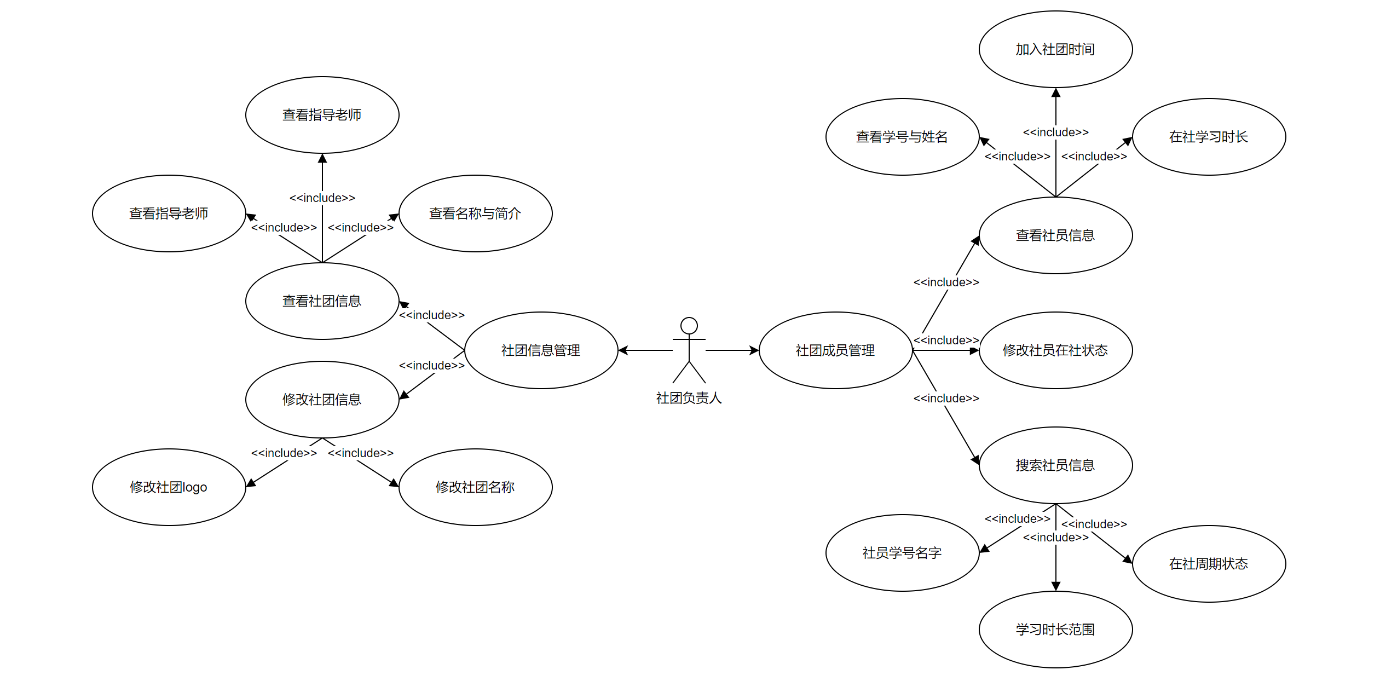 加入社团时间
查看指导老师
查看学号与姓名
<<include>>
在社学习时长
<<include>>
<<include>>
<<include>>
查看指导老师
查看名称与简介
<<include>>
<<include>>
查看社员信息
<<include>>
查看社团信息
<<include>>
<<include>>
社团信息管理
社团成员管理
修改社员在社状态
<<include>>
修改社团信息
社团负责人
<<include>>
<<include>>
<<include>>
搜索社员信息
修改社团logo
修改社团名称
<<include>>
<<include>>
<<include>>
社员学号名字
在社周期状态
学习时长范围